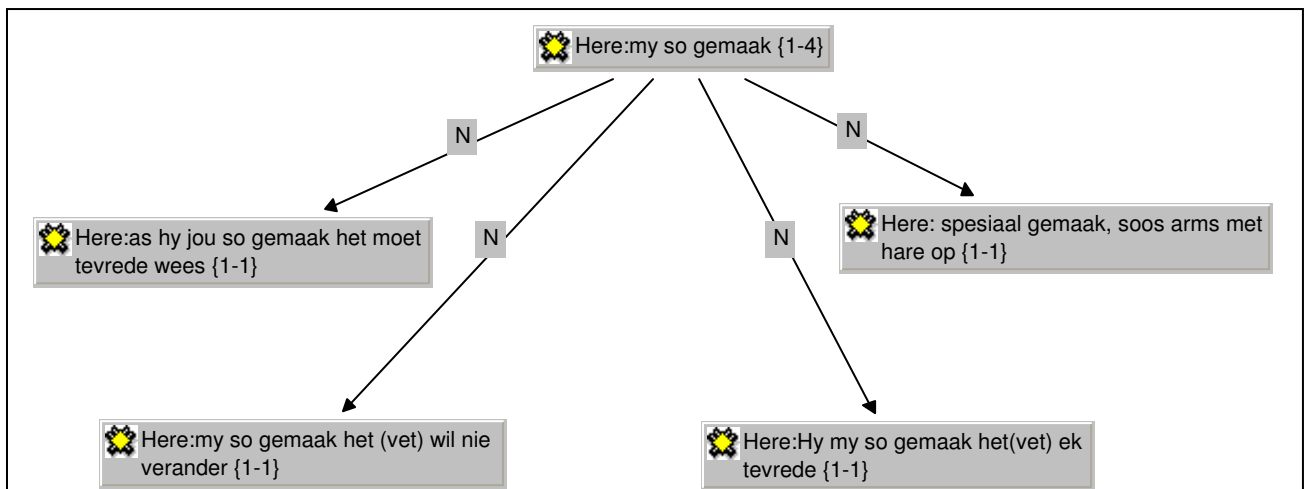 Here:my so gemaak {1-4}
N
N
N
N
Here:as hy jou so gemaak het moet
tevrede wees {1-1}
Here: spesiaal gemaak, soos arms met
hare op {1-1}
Here:my so gemaak het (vet) wil nie
verander {1-1}
Here:Hy my so gemaak het(vet) ek
tevrede {1-1}